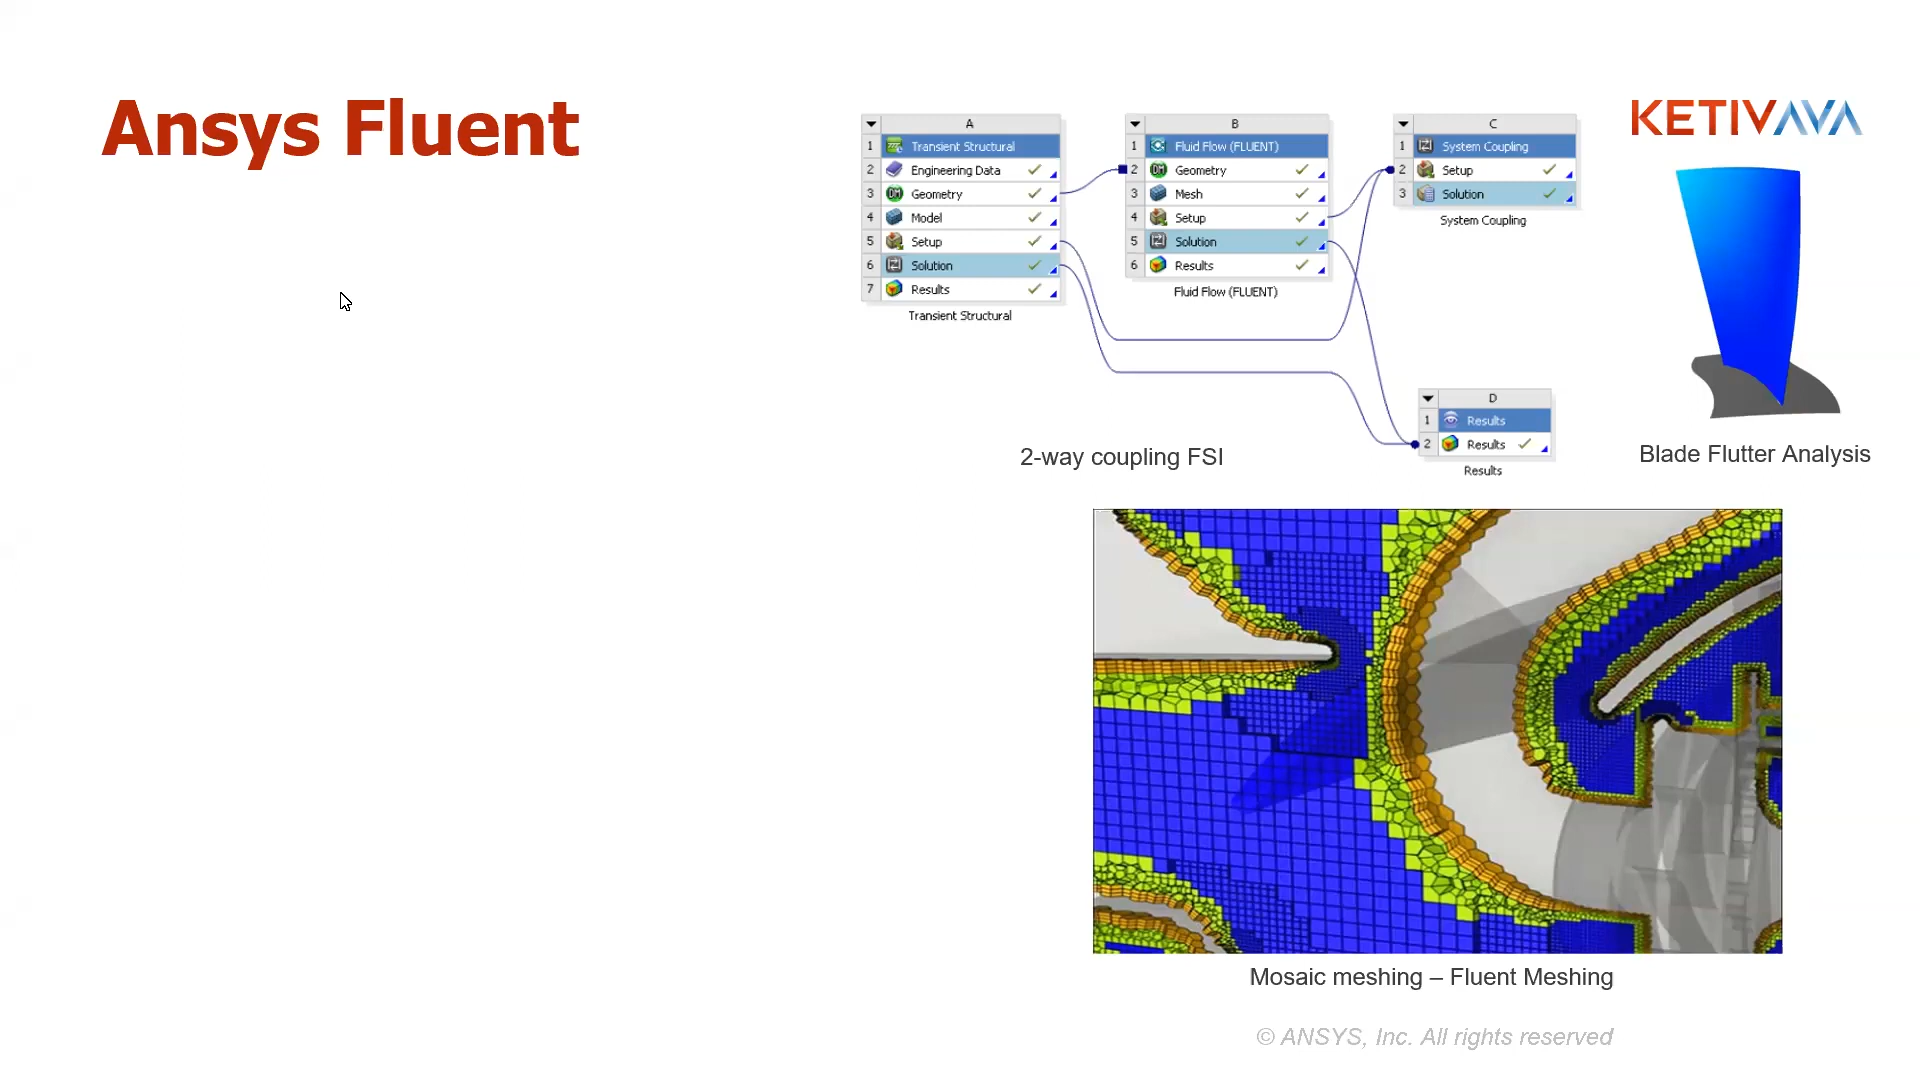 Ansys Fluent
KETIVAVA
A
1 Transient Structural
2 Engineering Data
3 Geometry
4 Model
5 Setup
6 Solution
7 Results
Transient Structural
B
1 Fluid Flow (FLUENT)
2 Geometry
3 Mesh
4 Setup
5 Solution
6 Results
Fluid Flow (FLUENT)
C
1 System Coupling
2 Setup
3 Solution
System Coupling
D
1 Results
2 Results
Results
2-way coupling FSI
Blade Flutter Analysis
Mosaic meshing – Fluent Meshing
© ANSYS, Inc. All rights reserved